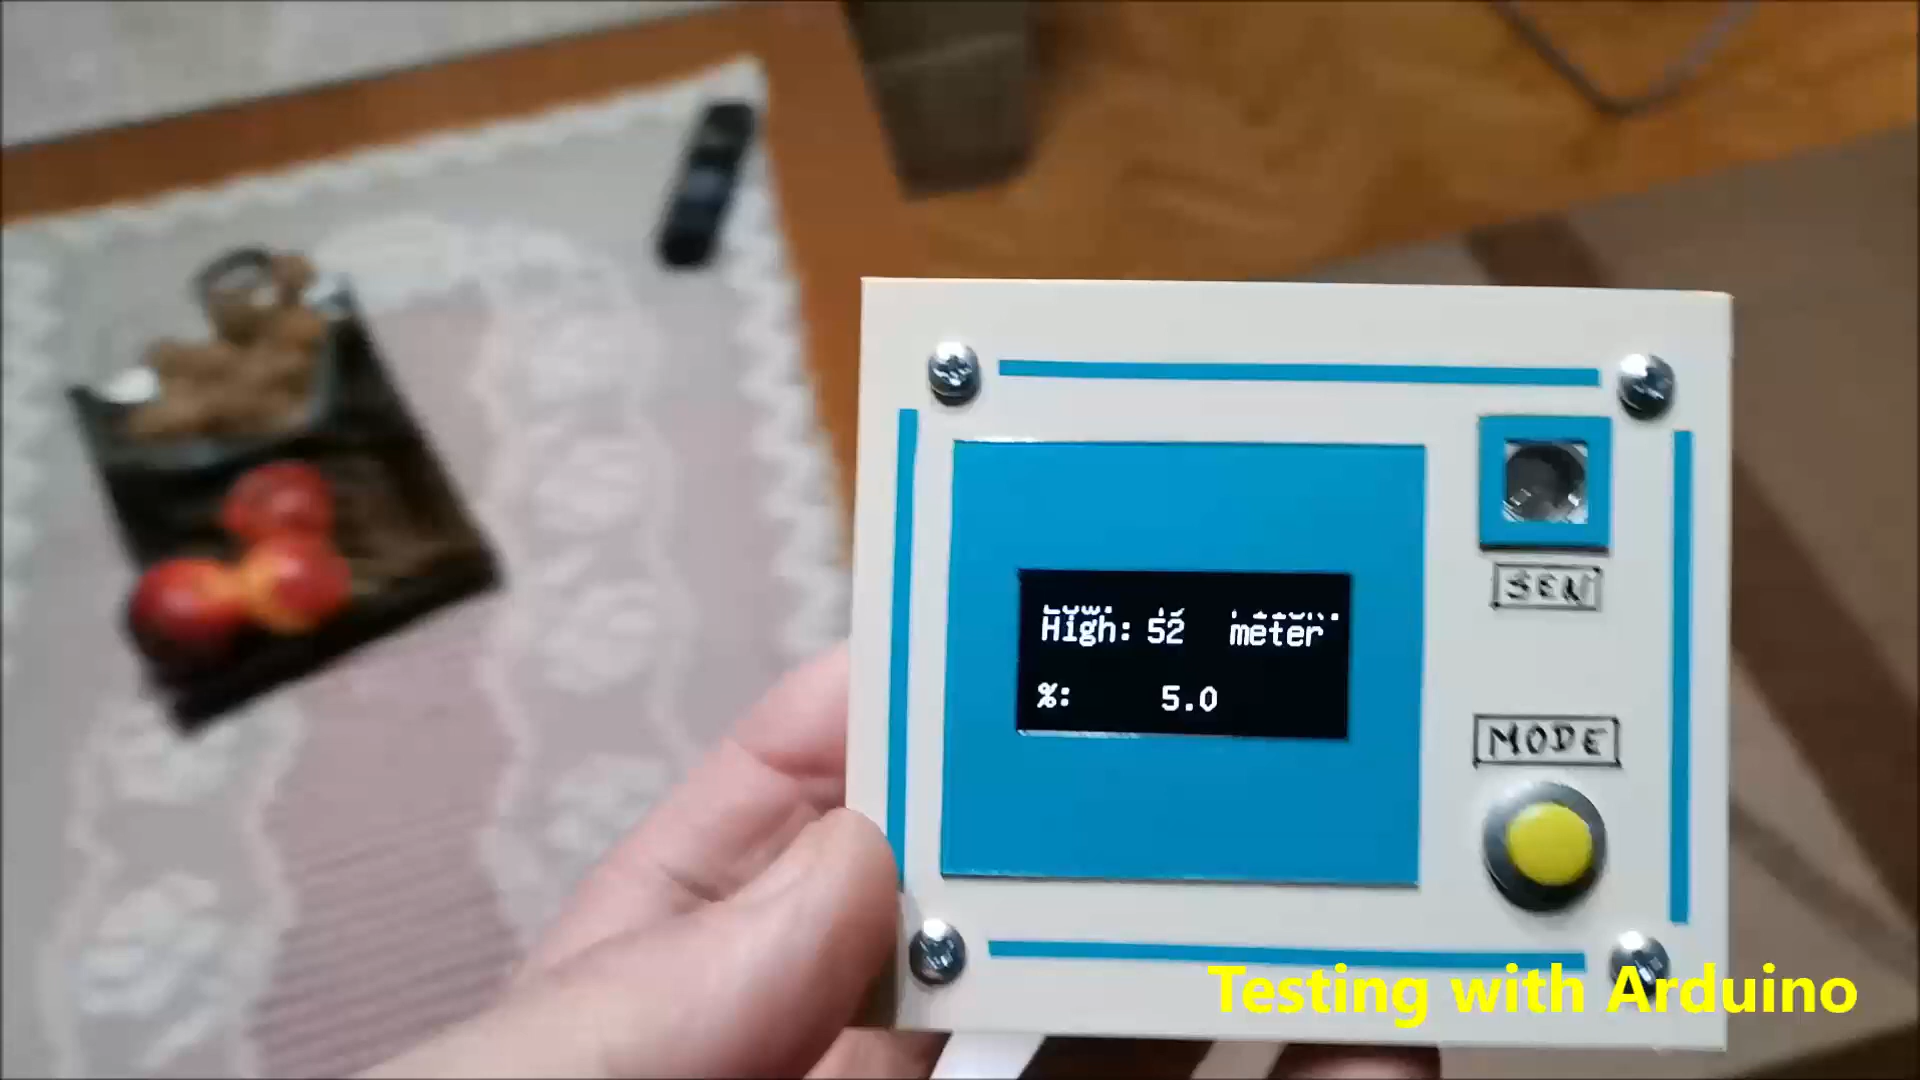 High: 52 meter
%: 5.0
SEN
MODE
Testing with Arduino